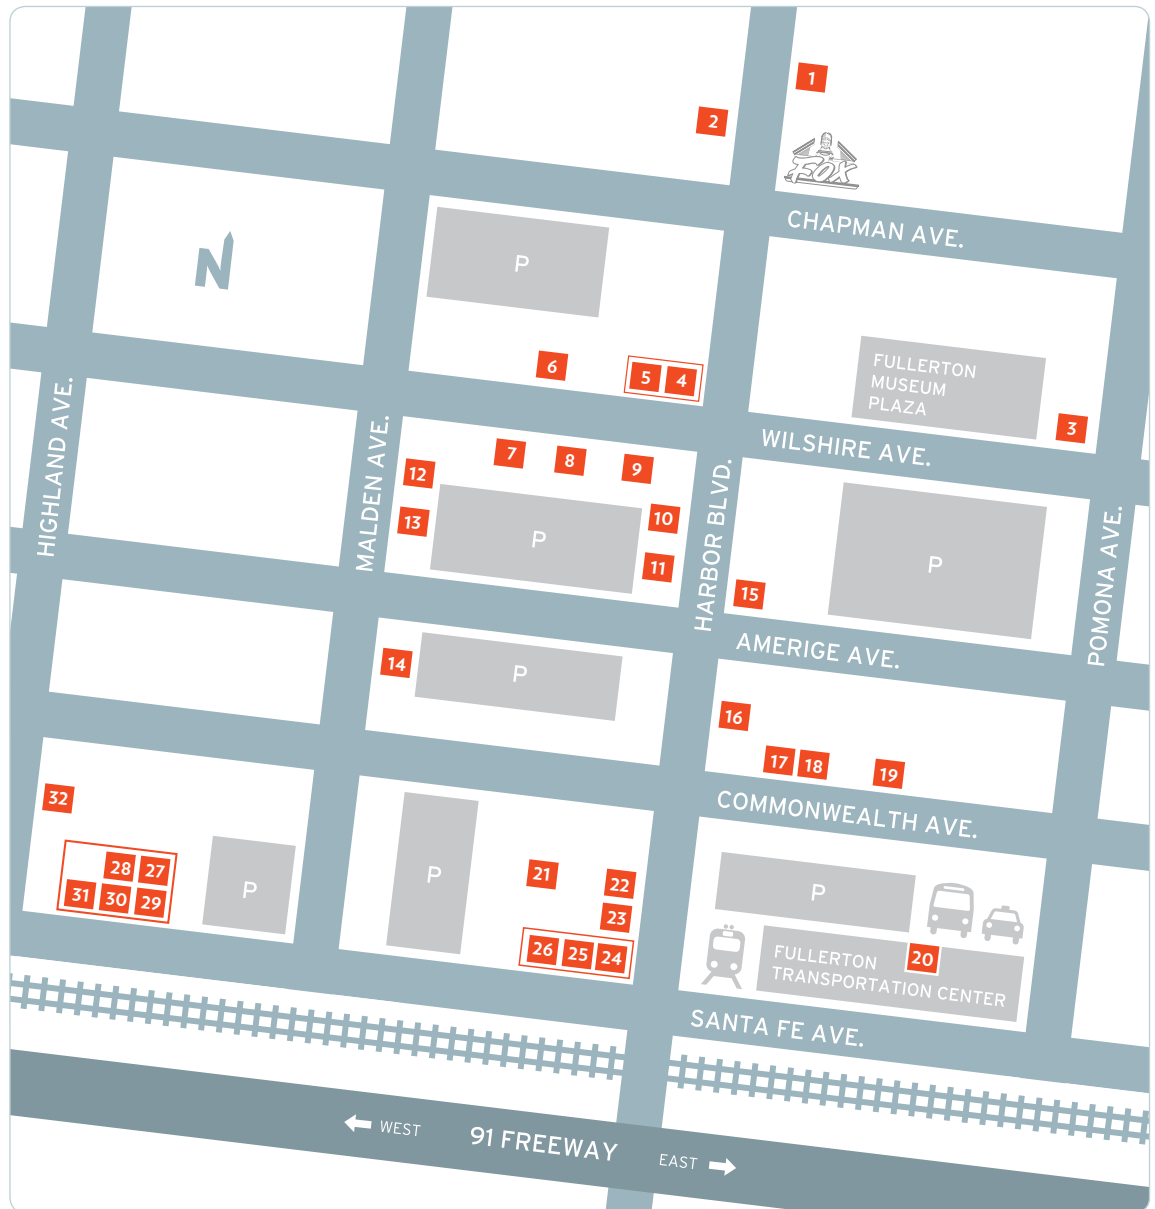 1
2
FOX
CHAPMAN AVE.
N
P
6
5 4
FULLERTON
MUSEUM
PLAZA
3
WILSHIRE AVE.
HIGHLAND AVE.
MALDEN AVE.
HARBOR BLVD.
POMONA AVE.
7
8
9
12
13
P
10
11
P
15
AMERIGE AVE.
14
P
16
17 18
19
COMMONWEALTH AVE.
32
28 27
31 30 29
P
P
21
22
23
26 25 24
P
20
FULLERTON
TRANSPORTATION CENTER
SANTA FE AVE.
WEST
91 FREEWAY
EAST